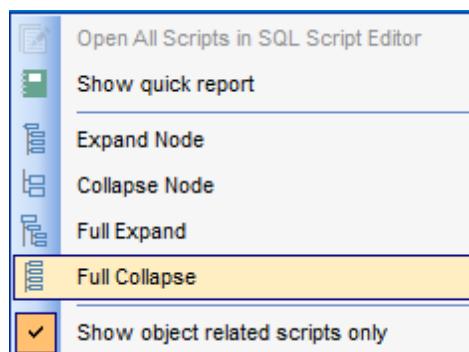 Open All Scripts in SQL Script Editor
Show quick report
Expand Node
Collapse Node
Full Expand
Full Collapse
Show object related scripts only